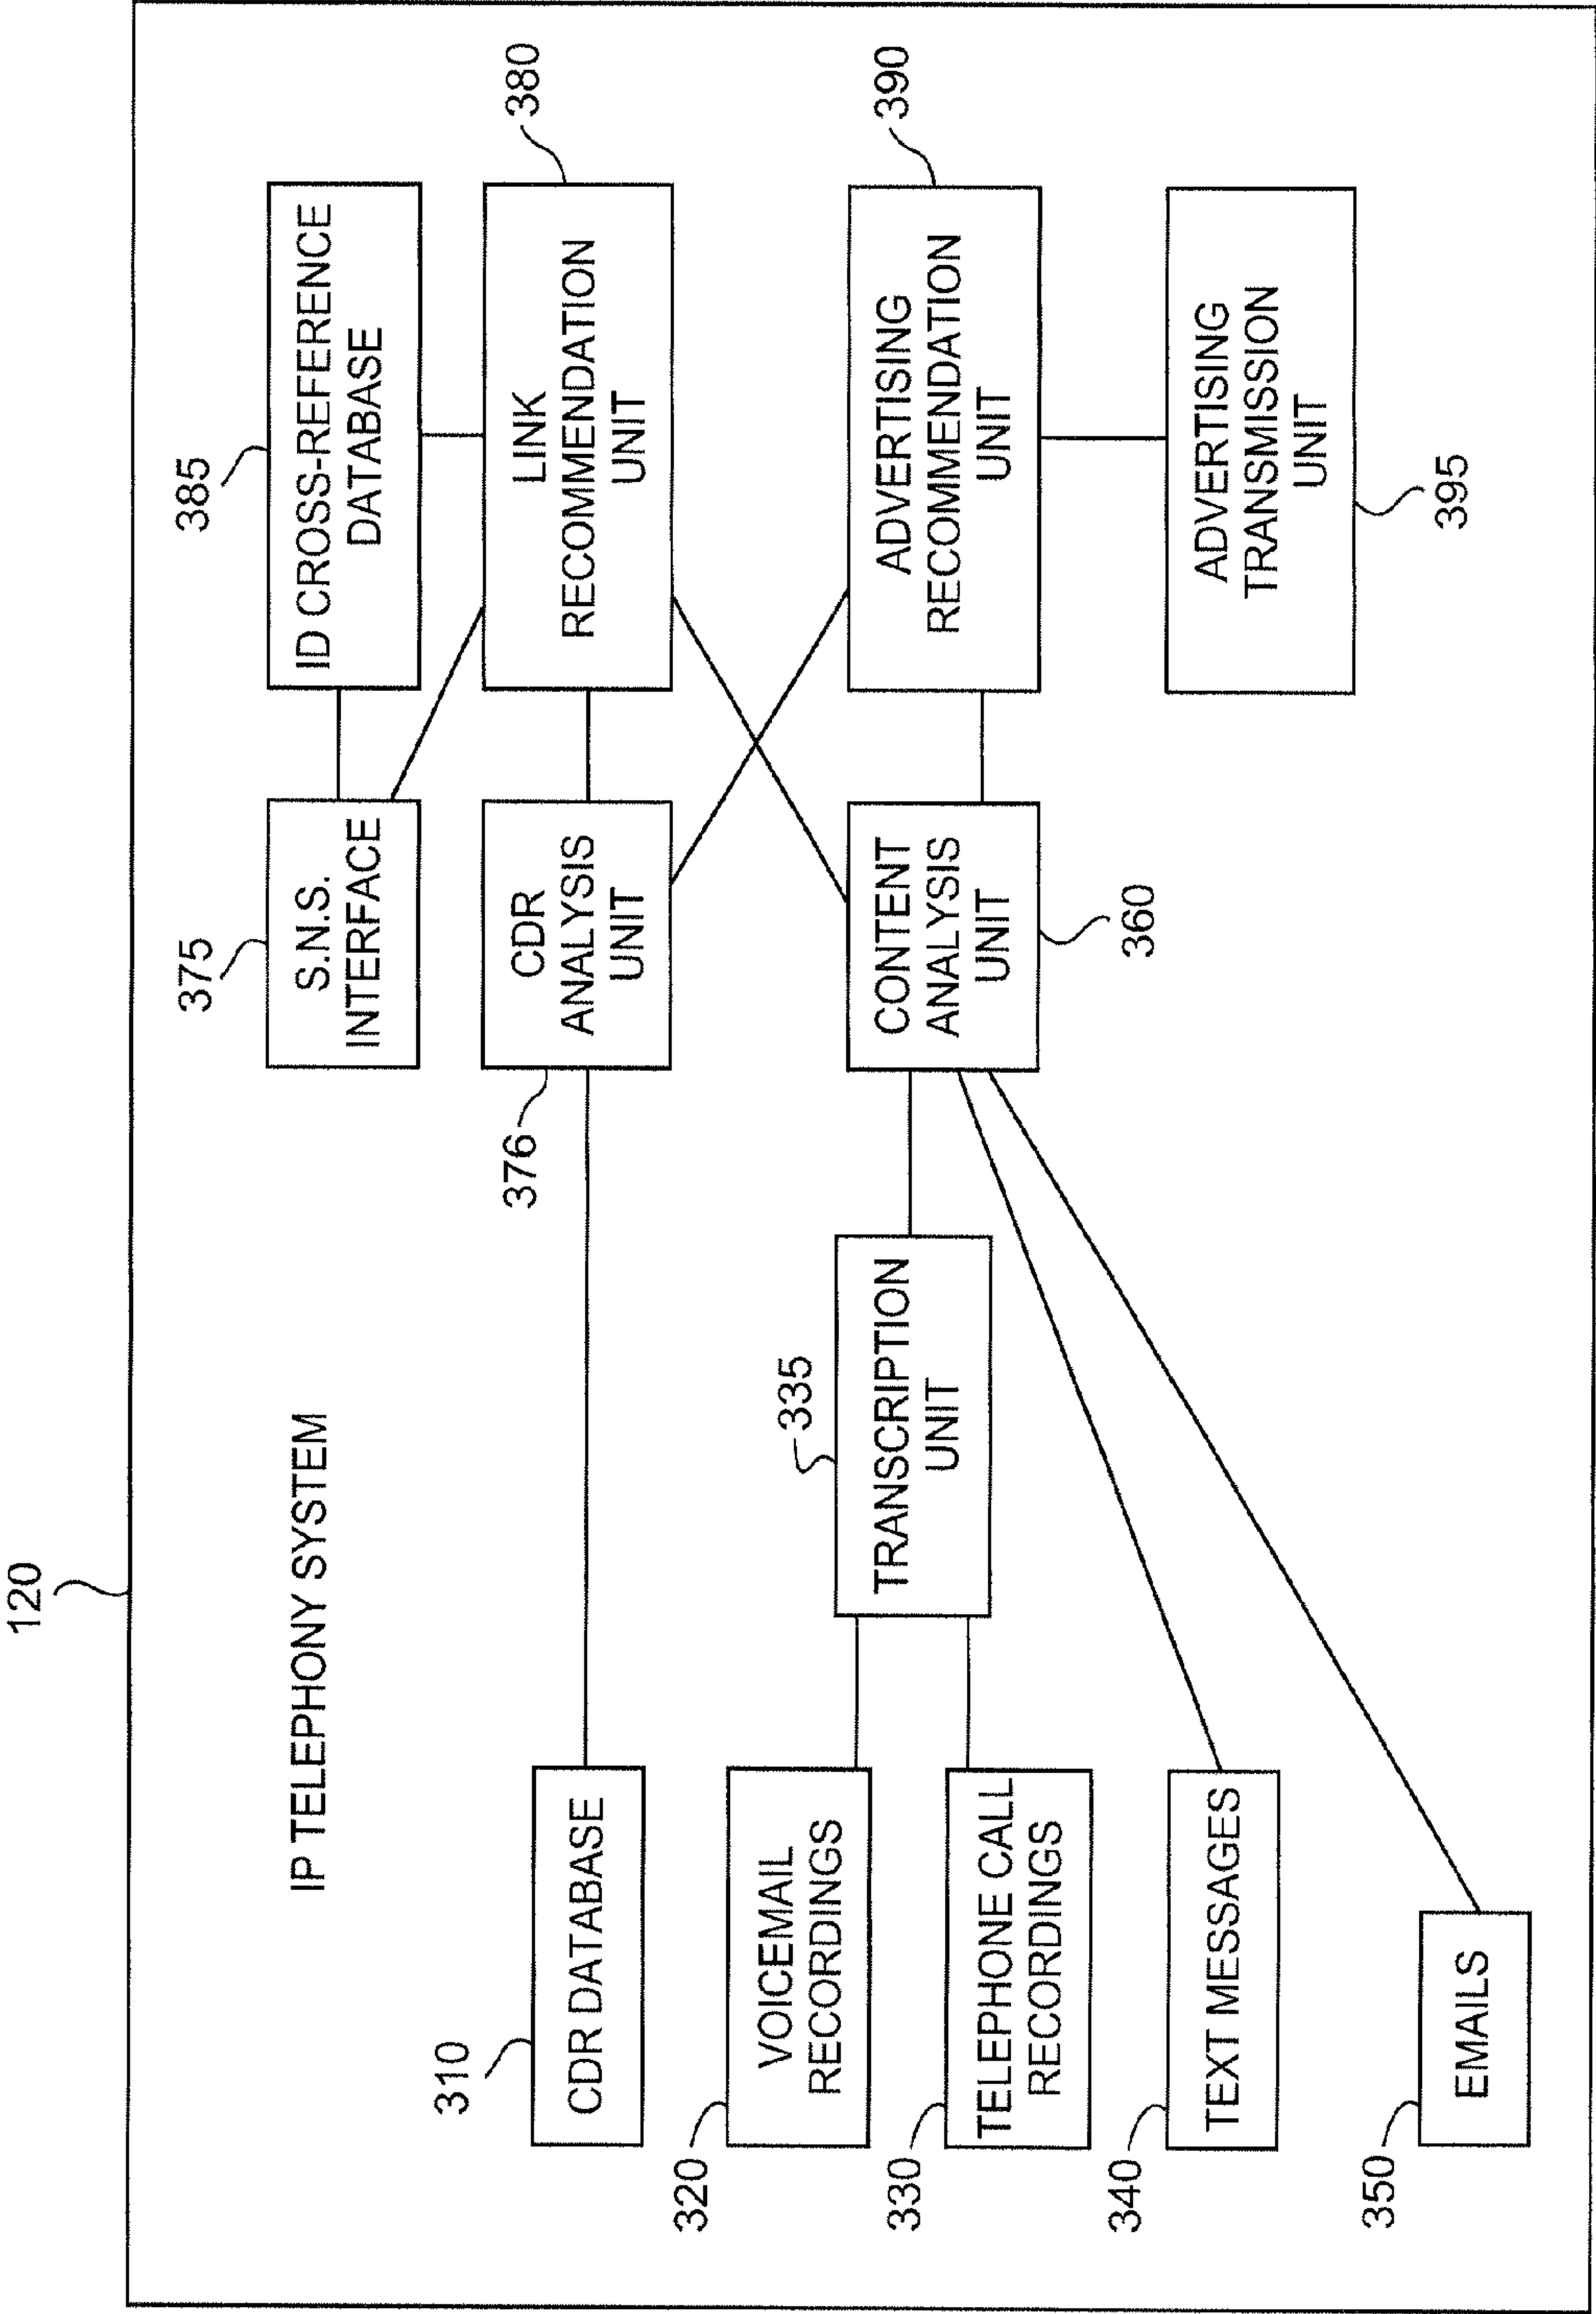 120
IP TELEPHONY SYSTEM
310
CDR DATABASE
320
VOICEMAIL
RECORDINGS
330
TELEPHONE CALL
RECORDINGS
340
TEXT MESSAGES
350
EMAILS
335
TRANSCRIPTION
UNIT
375
S.N.S.
INTERFACE
376
CDR
ANALYSIS
UNIT
CONTENT
ANALYSIS
UNIT
360
385
ID CROSS-REFERENCE
DATABASE
LINK
RECOMMENDATION
UNIT
380
ADVERTISING
RECOMMENDATION
UNIT
390
ADVERTISING
TRANSMISSION
UNIT
395